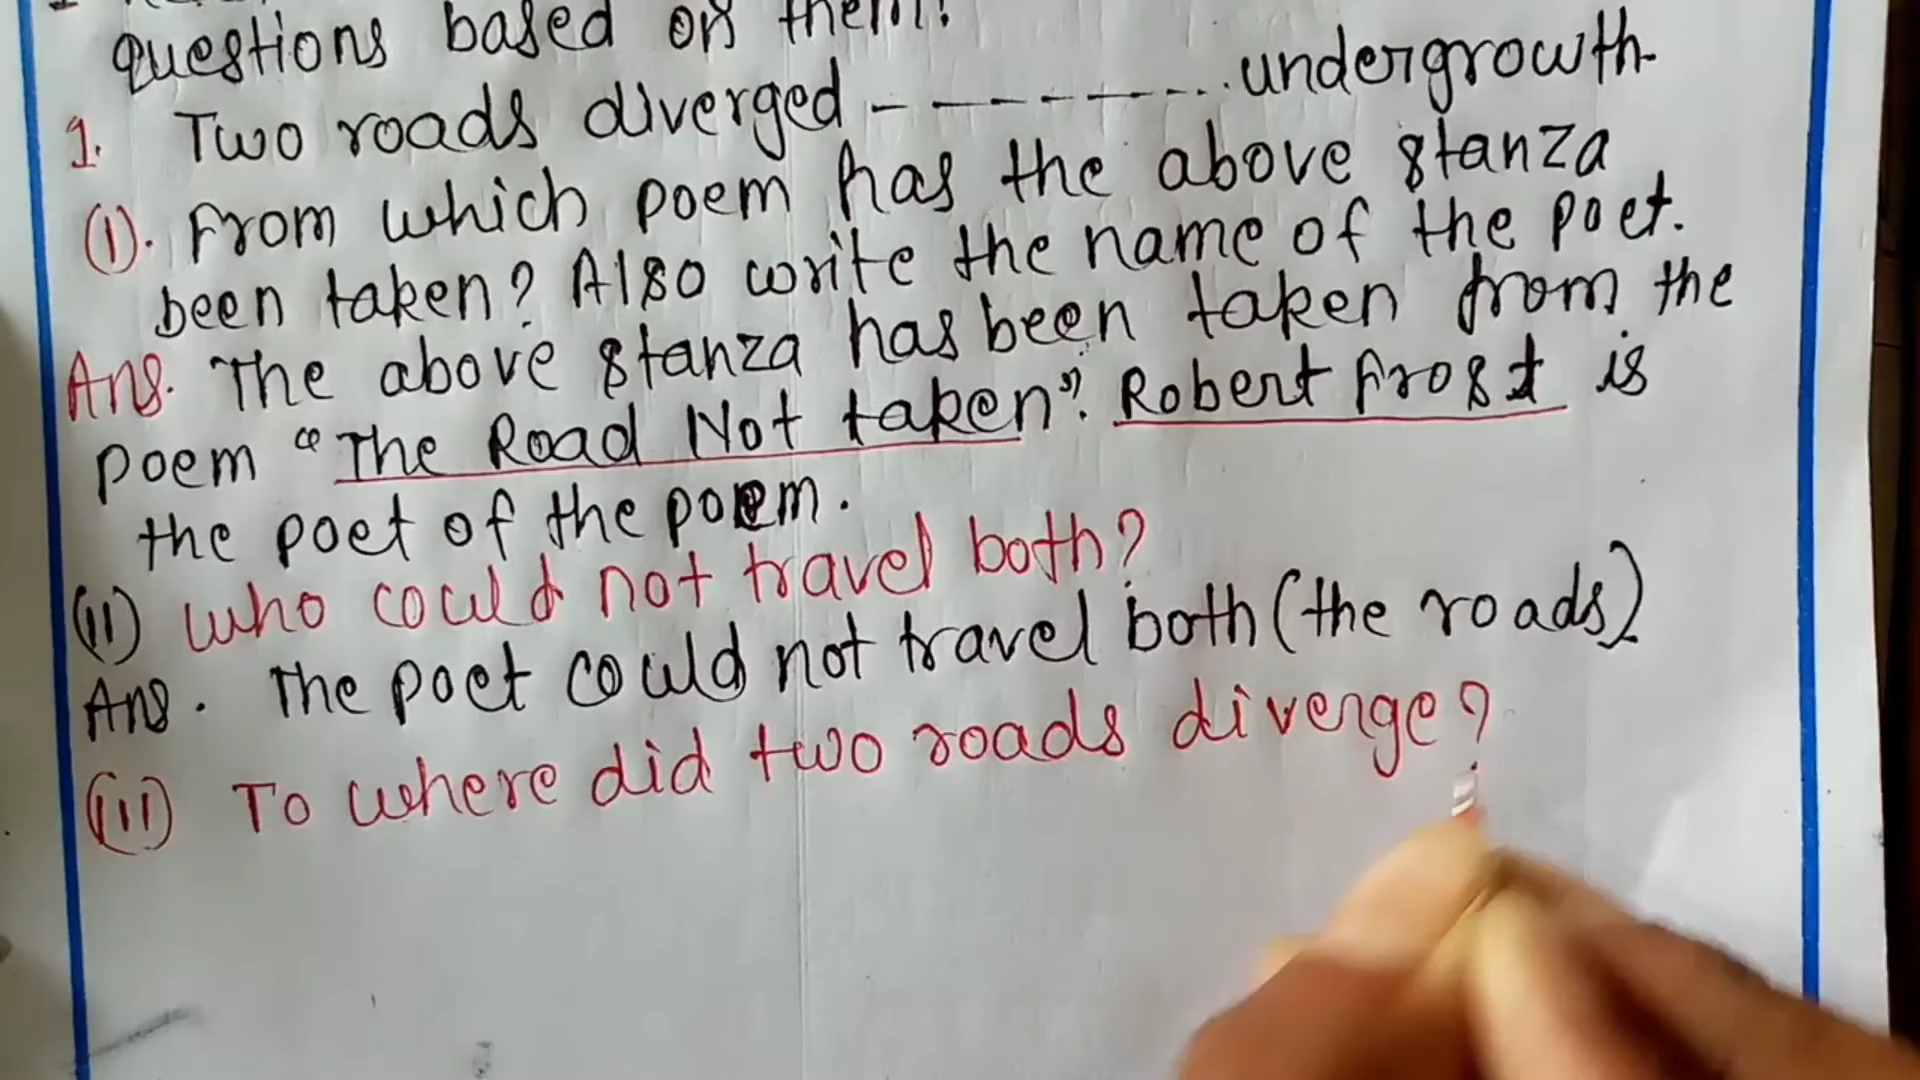 questions based on them.
1. Two roads diverged - - - - - - - ... undergrowth-
(I). From which poem has the above stanza
been taken? Also write the name of the poet.
Ans. The above stanza has been taken from the
poem "The Road Not taken". Robert Frost is
the poet of the poem.
(II) who could not travel both?
Ans. The poet could not travel both (the roads)
(III) To where did two roads diverge?